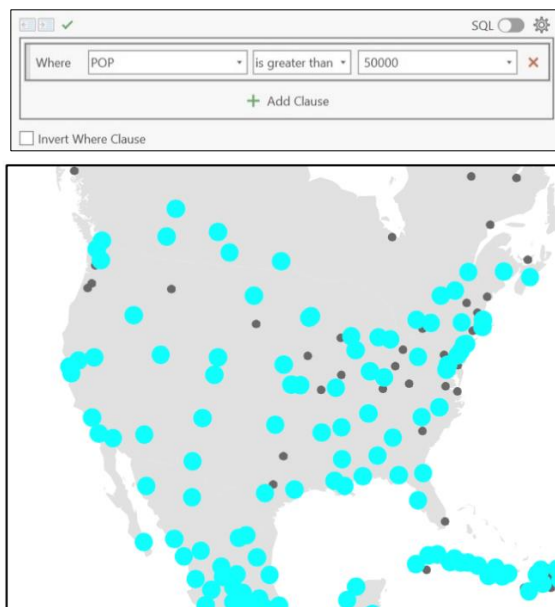 SQL
Where POP is greater than 50000
+ Add Clause
Invert Where Clause